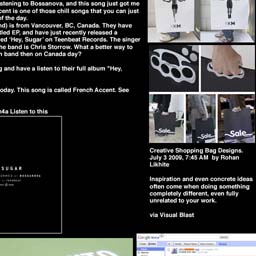 istening to Bossanova, and this song just got me
cent is one of those chill songs that you can just
of the day.
nd) is from Vancouver, BC, Canada. They have
tled EP, and have just recently released a
ed 'Hey, Sugar' on Teenbeat Records. The singer
he band is Chris Storrow. What a better way to
n band then on Canada day?
g and have a listen to their full album "Hey,
oday. This song is called French Accent. See
4a Listen to this
SUGAR
Sale
Sale
Creative Shopping Bag Designs.
July 3 2009, 7:45 AM by Rohan
Likhite
Inspiration and even concrete ideas
often come when doing something
completely different, even fully
unrelated to your work.
via Visual Blast